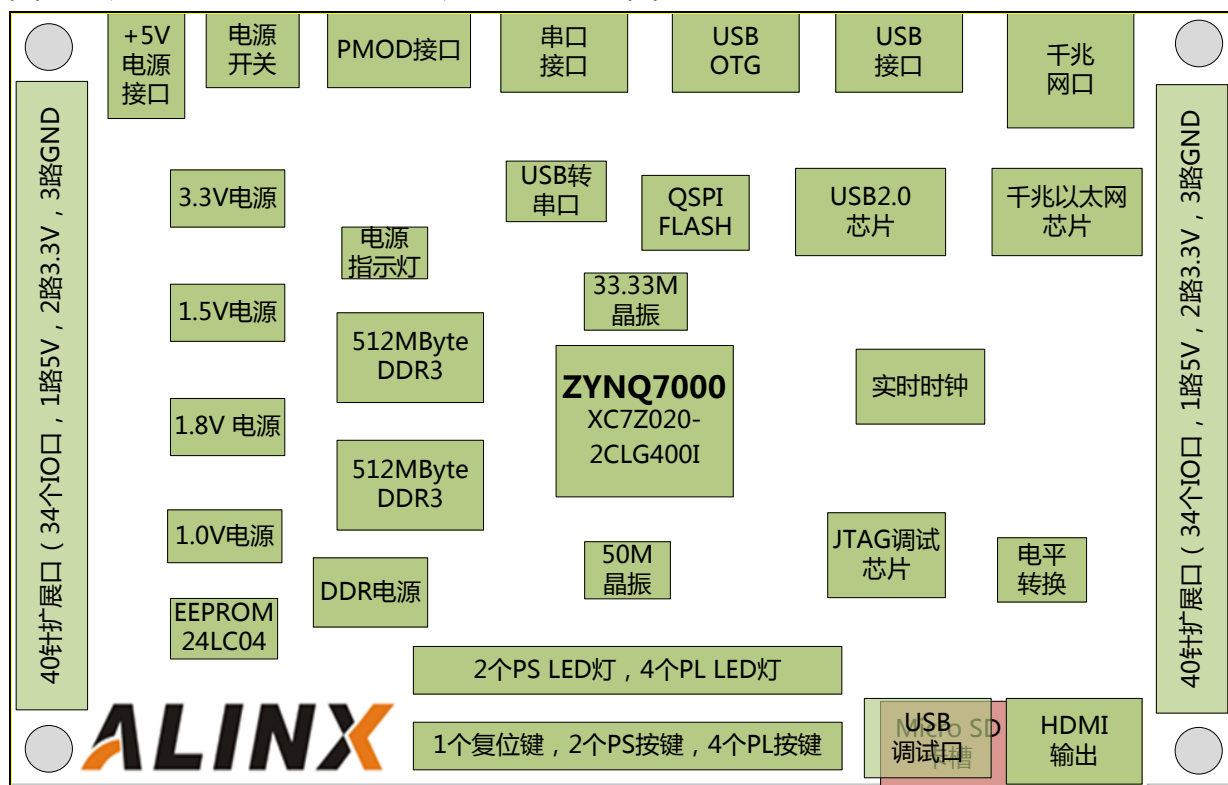 +5V
电源
接口
电源
开关
PMOD接口
串口
接口
USB
OTG
USB
接口
千兆
网口
40针扩展口（34个IO口，1路5V，2路3.3V，3路GND
3.3V电源
USB转
串口
QSPI
FLASH
USB2.0
芯片
千兆以太网
芯片
电源
指示灯
1.5V电源
33.33M
晶振
512MByte
DDR3
ZYNQ7000
XC7Z020-
2CLG400I
实时时钟
1.8V 电源
512MByte
DDR3
1.0V电源
DDR电源
50M
晶振
JTAG调试
芯片
电平
转换
EEPROM
24LC04
2个PS LED灯，4个PL LED灯
ALINX
1个复位键，2个PS按键，4个PL按键
USB
调试口
Micro SD
卡槽
HDMI
输出
40针扩展口（34个IO口，1路5V，2路3.3V，3路GND